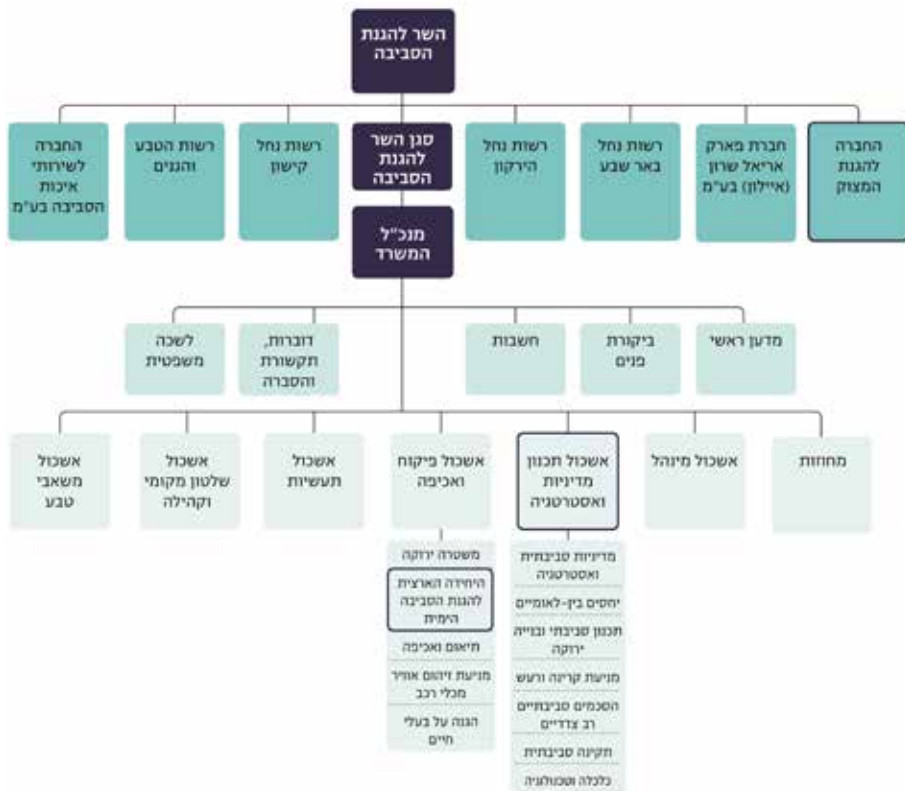 השר להגנת
הסביבה
החברה
להגנת
המצוק
חברת פארק
אריאל שרון
(איילון) בע"מ
רשות נחל
באר שבע
רשות נחל
הירקון
סגן השר
להגנת
הסביבה
רשות נחל
קישון
רשות הטבע
והגנים
החברה
לשירותי
איכות
הסביבה בע"מ
מנכ"ל
המשרד
מדען ראשי
ביקורת
פנים
חשבות
דוברות,
תקשורת
והסברה
לשכה
משפטית
מחוזות
אשכול מינהל
אשכול תכנון
מדיניות
ואסטרטגיה
אשכול פיקוח
ואכיפה
אשכול
תעשיות
אשכול
שלטון מקומי
וקהילה
אשכול
משאבי
טבע
מדיניות סביבתית
ואסטרטגיה
יחסים בין-לאומיים
תכנון סביבתי ובנייה
ירוקה
מניעת קרינה ורעש
הסכמים סביבתיים
רב צדדיים
תקינה סביבתית
כלכלה וטכנולוגיה
משטרה ירוקה
היחידה הארצית
להגנת הסביבה
הימית
תיאום ואכיפה
מניעת זיהום אוויר
מכלי רכב
הגנה על בעלי
חיים